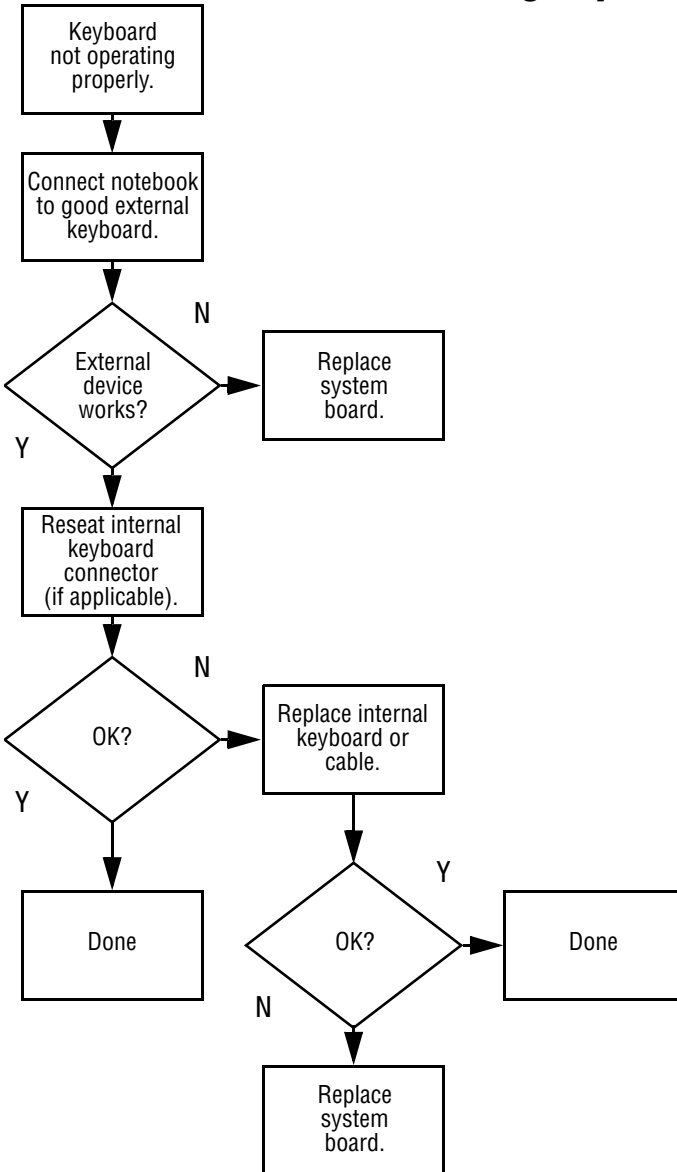 Keyboard
not operating
properly.
Connect notebook
to good external
keyboard.
N
External
device
works?
Replace
system
board.
Y
Reseat internal
keyboard
connector
(if applicable).
N
OK?
Replace internal
keyboard or
cable.
Y
Y
Done
OK?
Done
N
Replace
system
board.